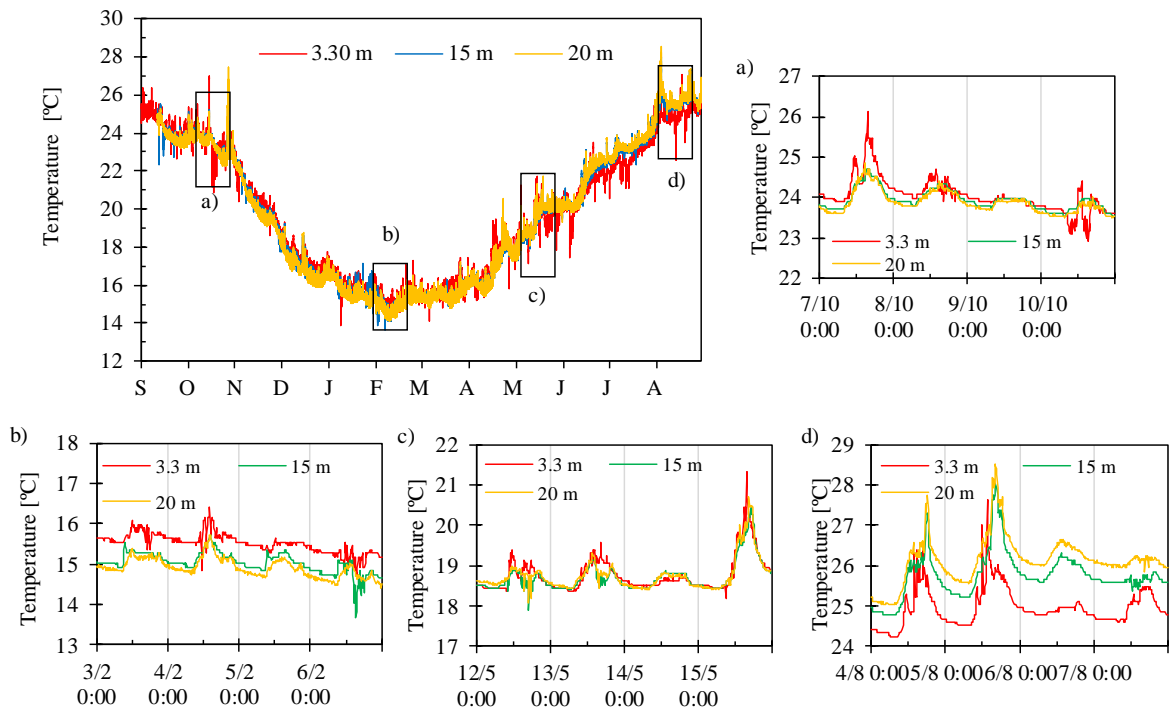 30
28
26
24
22
20
18
16
14
12
Temperature [ºC]
3.30 m 15 m 20 m
a)
b)
c)
d)
S O N D J F M A M J J A
a)
27
26
25
24
23
22
Temperature [ºC]
3.3 m 15 m
20 m
7/10 8/10 9/10 10/10
0:00 0:00 0:00 0:00
b)
18
17
16
15
14
13
Temperature [ºC]
3.3 m 15 m
20 m
3/2 4/2 5/2 6/2
0:00 0:00 0:00 0:00
c)
22
21
20
19
18
17
Temperature [ºC]
3.3 m 15 m
20 m
12/5 13/5 14/5 15/5
0:00 0:00 0:00 0:00
d)
29
28
27
26
25
24
Temperature [ºC]
3.3 m 15 m
20 m
4/8 0:00 5/8 0:00 6/8 0:00 7/8 0:00